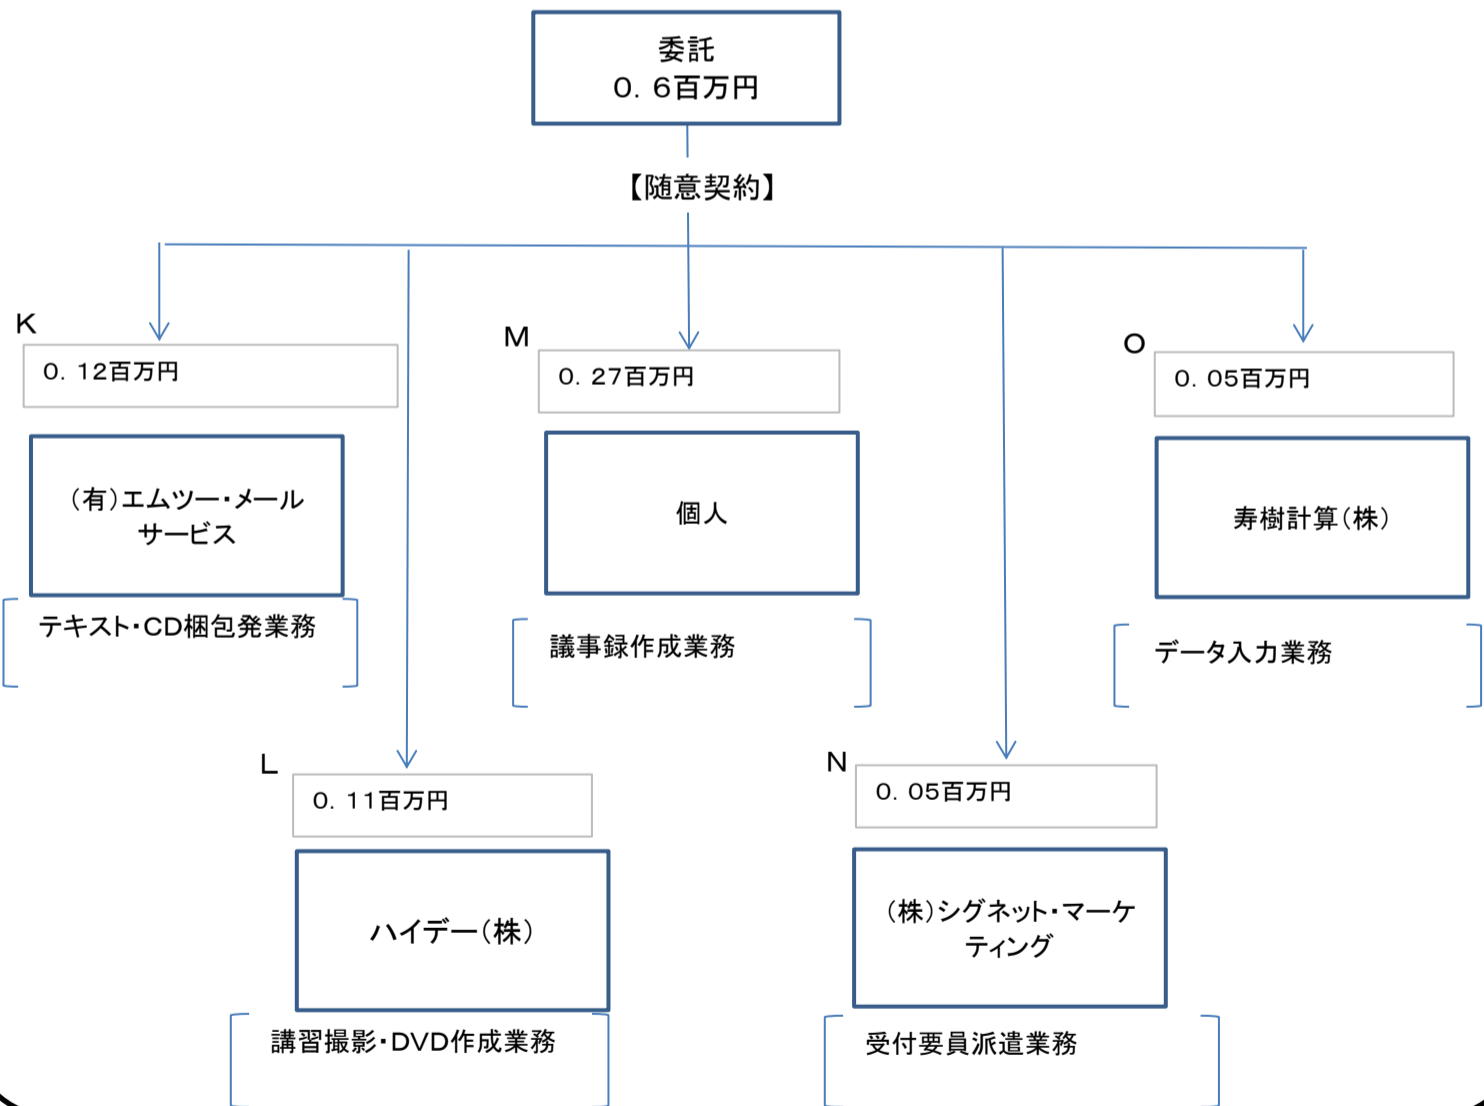 委託
0. 6百万円
【随意契約】
K
0. 12百万円
(有)エムツー・メール
サービス
テキスト・CD梱包発業務
M
0. 27百万円
個人
議事録作成業務
O
0. 05百万円
寿樹計算(株)
データ入力業務
L
0. 11百万円
ハイデー(株)
講習撮影・DVD作成業務
N
0. 05百万円
(株)シグネット・マーケ
ティング
受付要員派遣業務